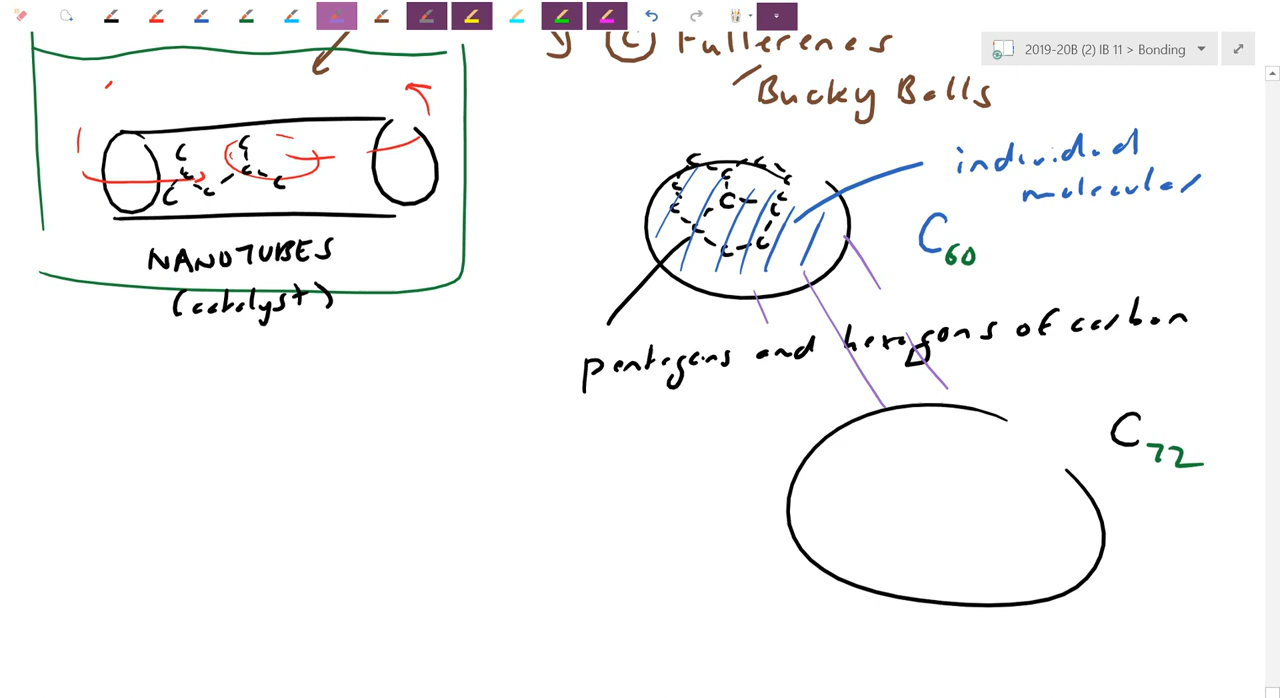 2019-20B (2) IB 11 > Bonding
Fullerenes
Bucky Balls
individual
molecular
C60
NANOTUBES
(catalyst)
pentagons and hexagons of carbon
C72